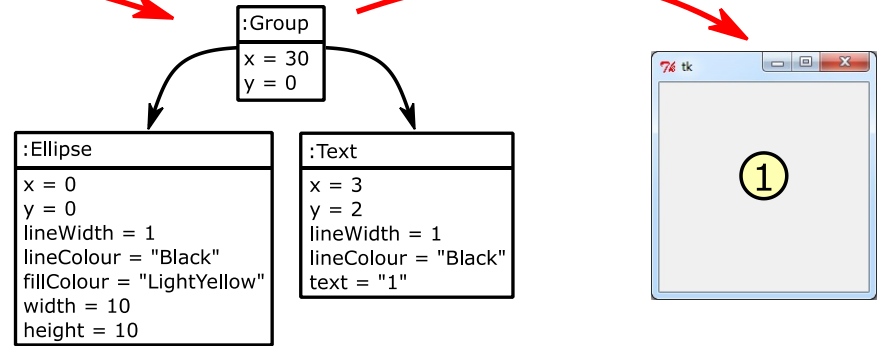 :Group
x = 30
y = 0
:Ellipse
x = 0
y = 0
lineWidth = 1
lineColour = "Black"
fillColour = "LightYellow"
width = 10
height = 10
:Text
x = 3
y = 2
lineWidth = 1
lineColour = "Black"
text = "1"
tk
1